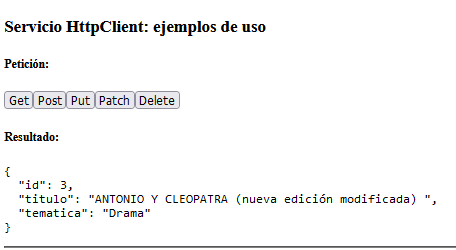 Servicio HttpClient: ejemplos de uso
Petición:
Get Post Put Patch Delete
Resultado:
{
  "id": 3,
  "titulo": "ANTONIO Y CLEOPATRA (nueva edición modificada) ",
  "tematica": "Drama"
}